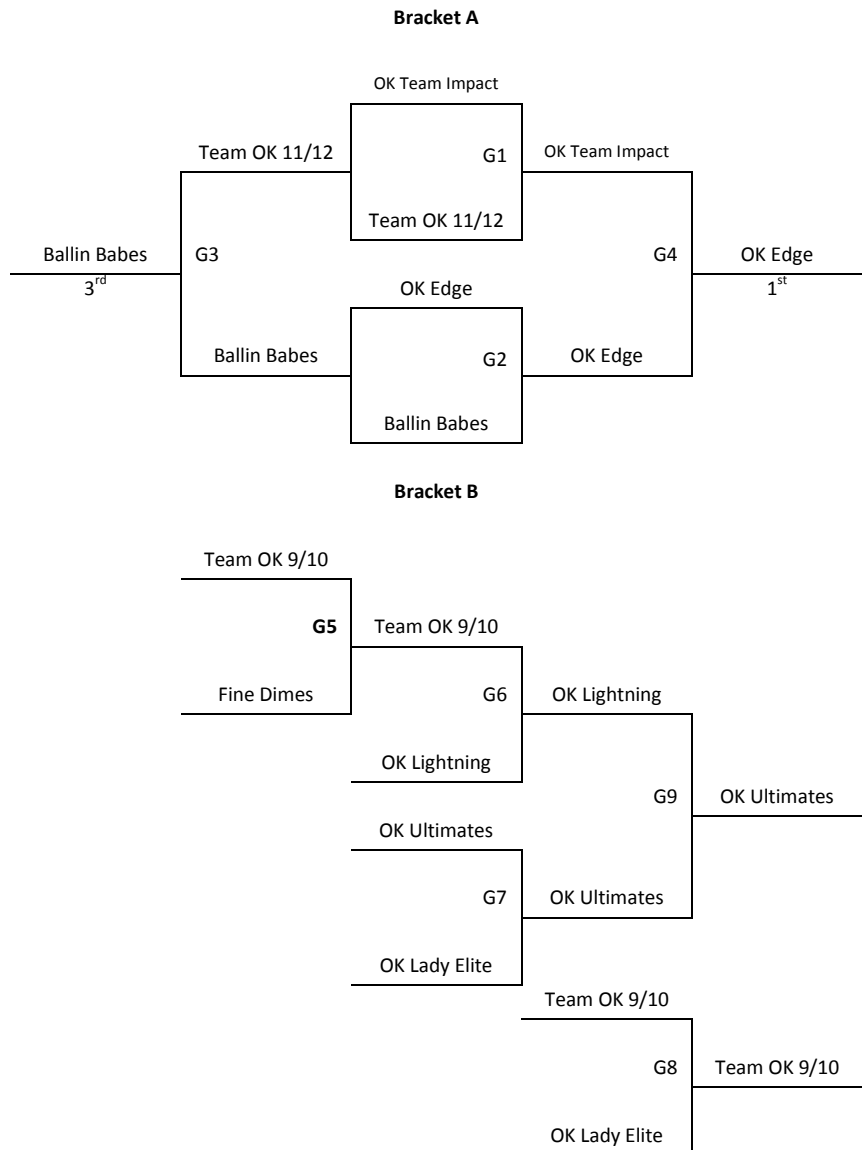 Bracket A
OK Team Impact
Team OK 11/12
G1
OK Team Impact
Team OK 11/12
Ballin Babes
G3
G4
OK Edge
3rd
OK Edge
1st
Ballin Babes
G2
OK Edge
Ballin Babes
Bracket B
Team OK 9/10
G5
Team OK 9/10
Fine Dimes
G6
OK Lightning
OK Lightning
G9
OK Ultimates
OK Ultimates
G7
OK Ultimates
OK Lady Elite
Team OK 9/10
G8
Team OK 9/10
OK Lady Elite